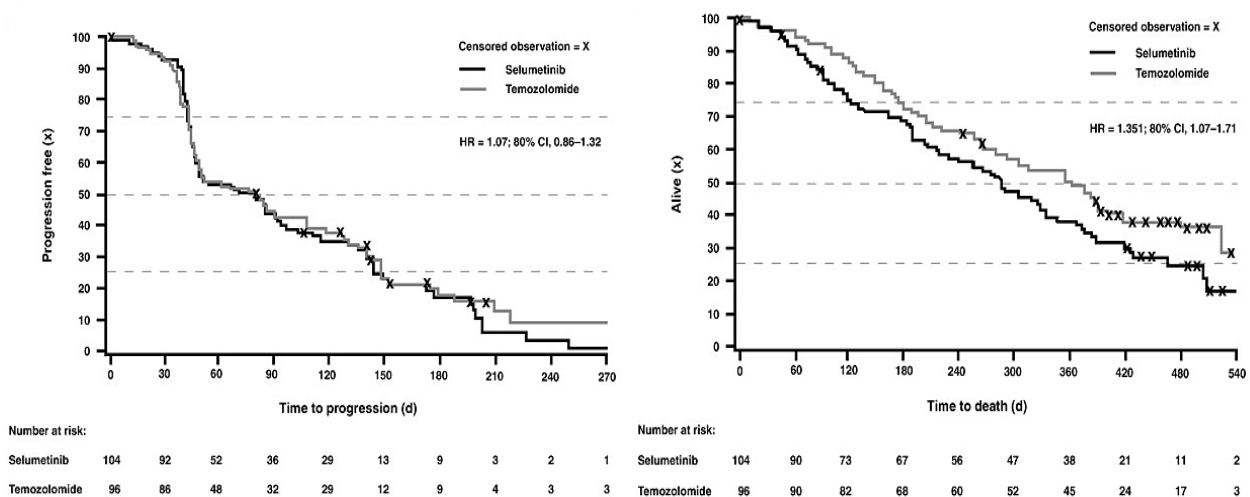 Progression free (x)
100
90
80
70
60
50
40
30
20
10
0
Censored observation = X
Selumetinib
Temozolomide
HR = 1.07; 80% CI, 0.86–1.32
0 30 60 90 120 150 180 210 240 270
Time to progression (d)
Number at risk:
Selumetinib 104 92 52 36 29 13 9 3 2 1
Temozolomide 96 86 48 32 29 12 9 4 3 3
Alive (x)
100
90
80
70
60
50
40
30
20
10
0
Censored observation = X
Selumetinib
Temozolomide
HR = 1.351; 80% CI, 1.07–1.71
0 60 120 180 240 300 360 420 480 540
Time to death (d)
Number at risk:
Selumetinib 104 90 73 67 56 47 38 21 11 2
Temozolomide 96 90 82 68 60 52 45 24 17 3